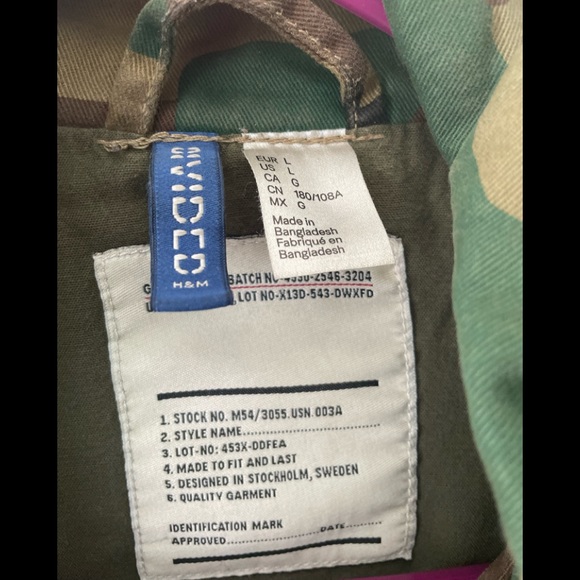 DIVIDED
H&M
EUR L
US L
CA G
CN 180/108A
MX G
Made in
Bangladesh
Fabriqué en
Bangladesh
BATCH NO-4530-2546-3204
LOT NO-X13D-543-DWXFD
1. STOCK NO. M54/3055.USN.003A
2. STYLE NAME
3. LOT-NO: 453X-DDFEA
4. MADE TO FIT AND LAST
5. DESIGNED IN STOCKHOLM, SWEDEN
6. QUALITY GARMENT
IDENTIFICATION MARK DATE
APPROVED